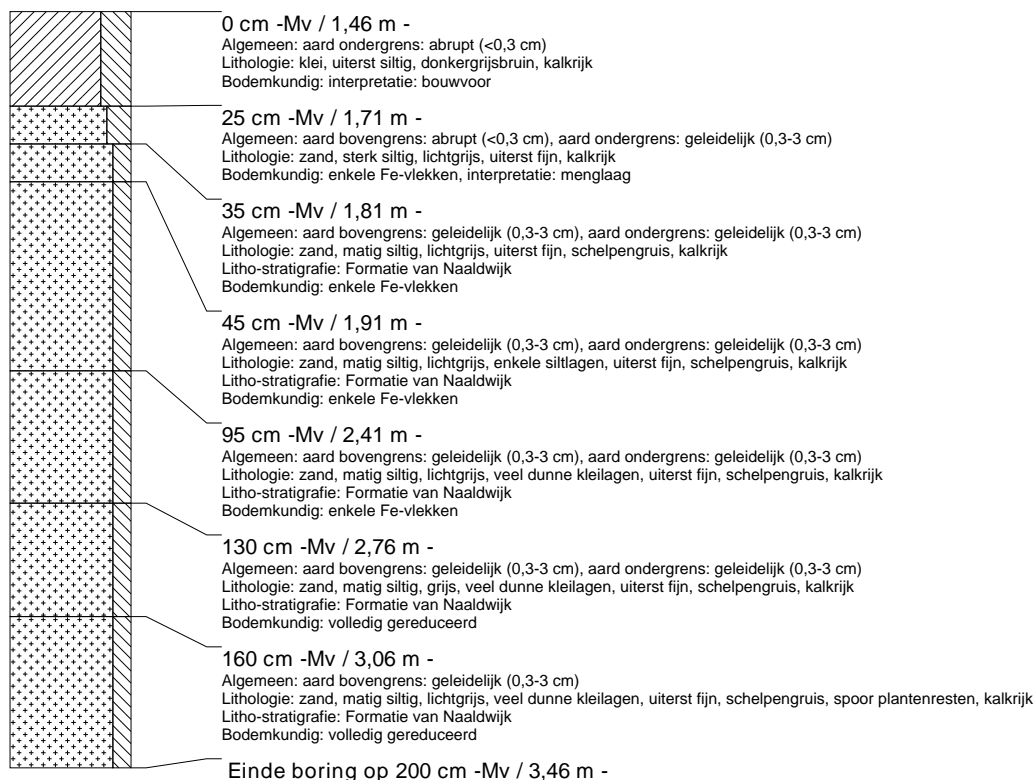 0 cm -Mv / 1,46 m -
Algemeen: aard ondergrens: abrupt (<0,3 cm)
Lithologie: klei, uiterst siltig, donkergrijsbruin, kalkrijk
Bodemkundig: interpretatie: bouwvoor
25 cm -Mv / 1,71 m -
Algemeen: aard bovengrens: abrupt (<0,3 cm), aard ondergrens: geleidelijk (0,3-3 cm)
Lithologie: zand, sterk siltig, lichtgrijs, uiterst fijn, kalkrijk
Bodemkundig: enkele Fe-vlekken, interpretatie: menglaag
35 cm -Mv / 1,81 m -
Algemeen: aard bovengrens: geleidelijk (0,3-3 cm), aard ondergrens: geleidelijk (0,3-3 cm)
Lithologie: zand, matig siltig, lichtgrijs, uiterst fijn, schelpengruis, kalkrijk
Litho-stratigrafie: Formatie van Naaldwijk
Bodemkundig: enkele Fe-vlekken
45 cm -Mv / 1,91 m -
Algemeen: aard bovengrens: geleidelijk (0,3-3 cm), aard ondergrens: geleidelijk (0,3-3 cm)
Lithologie: zand, matig siltig, lichtgrijs, enkele siltlagen, uiterst fijn, schelpengruis, kalkrijk
Litho-stratigrafie: Formatie van Naaldwijk
Bodemkundig: enkele Fe-vlekken
95 cm -Mv / 2,41 m -
Algemeen: aard bovengrens: geleidelijk (0,3-3 cm), aard ondergrens: geleidelijk (0,3-3 cm)
Lithologie: zand, matig siltig, lichtgrijs, veel dunne kleilagen, uiterst fijn, schelpengruis, kalkrijk
Litho-stratigrafie: Formatie van Naaldwijk
Bodemkundig: enkele Fe-vlekken
130 cm -Mv / 2,76 m -
Algemeen: aard bovengrens: geleidelijk (0,3-3 cm), aard ondergrens: geleidelijk (0,3-3 cm)
Lithologie: zand, matig siltig, grijs, veel dunne kleilagen, uiterst fijn, schelpengruis, kalkrijk
Litho-stratigrafie: Formatie van Naaldwijk
Bodemkundig: volledig gereduceerd
160 cm -Mv / 3,06 m -
Algemeen: aard bovengrens: geleidelijk (0,3-3 cm)
Lithologie: zand, matig siltig, lichtgrijs, veel dunne kleilagen, uiterst fijn, schelpengruis, spoor plantenresten, kalkrijk
Litho-stratigrafie: Formatie van Naaldwijk
Bodemkundig: volledig gereduceerd
Einde boring op 200 cm -Mv / 3,46 m -